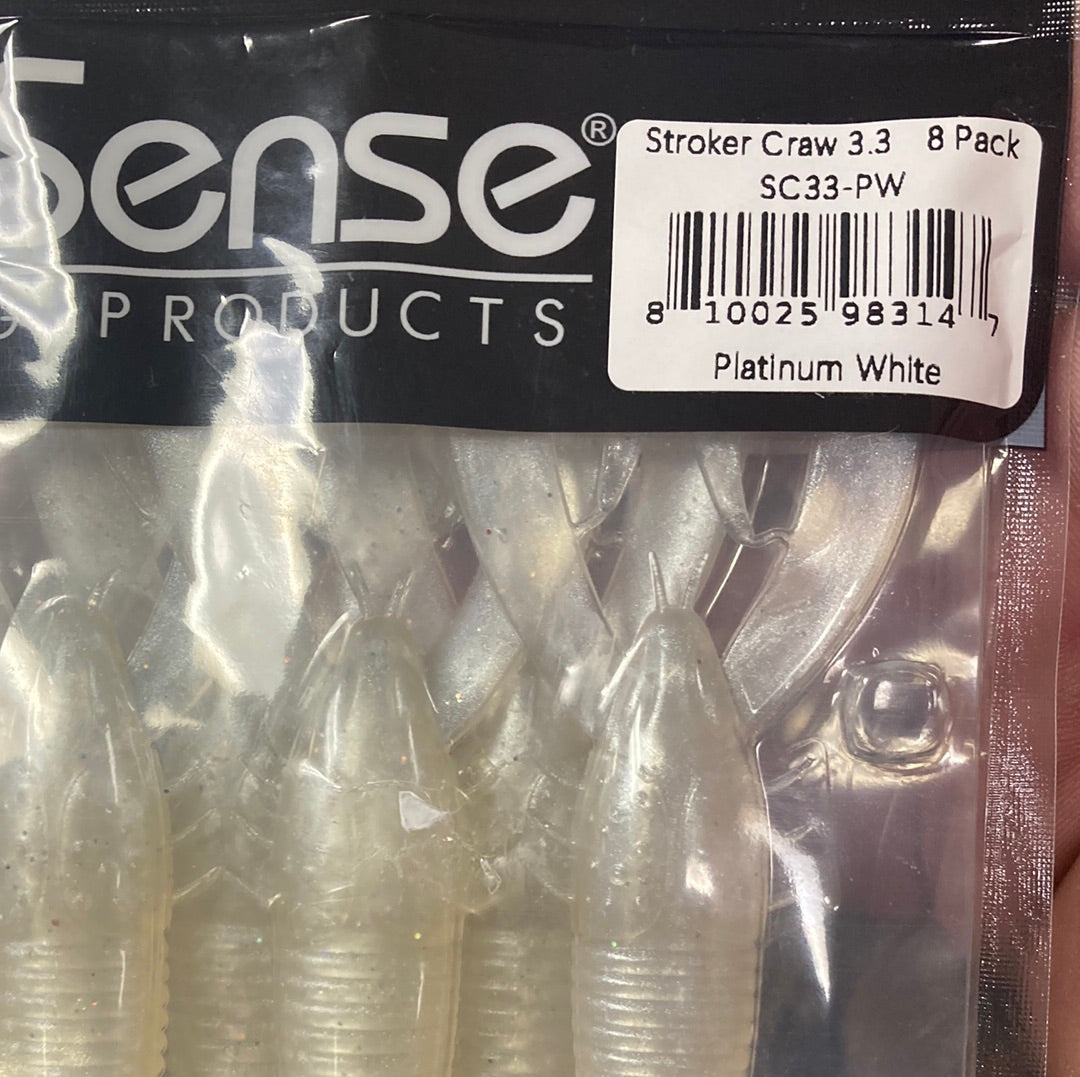 Sense®
PRODUCTS
Stroker Craw 3.3 8 Pack
SC33-PW
8 10025 98314 7
Platinum White